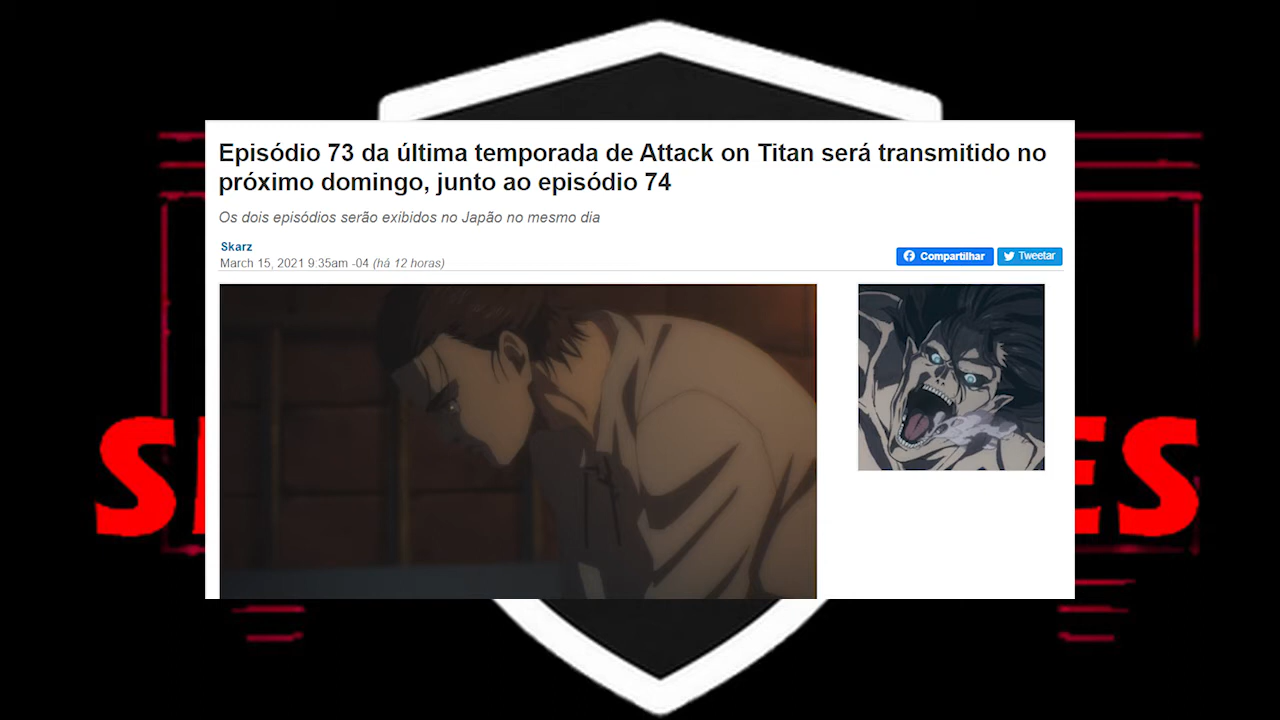 Episódio 73 da última temporada de Attack on Titan será transmitido no
próximo domingo, junto ao episódio 74
Os dois episódios serão exibidos no Japão no mesmo dia
Skarz
March 15, 2021 9:35am -04 (há 12 horas)
Compartilhar
Tweetar